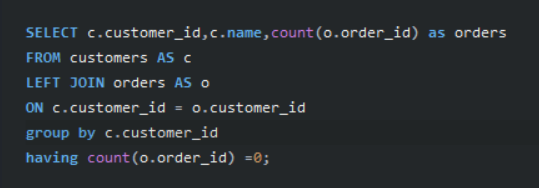 SELECT c.customer_id,c.name,count(o.order_id) as orders
FROM customers AS c
LEFT JOIN orders AS o
ON c.customer_id = o.customer_id
group by c.customer_id
having count(o.order_id) =0;